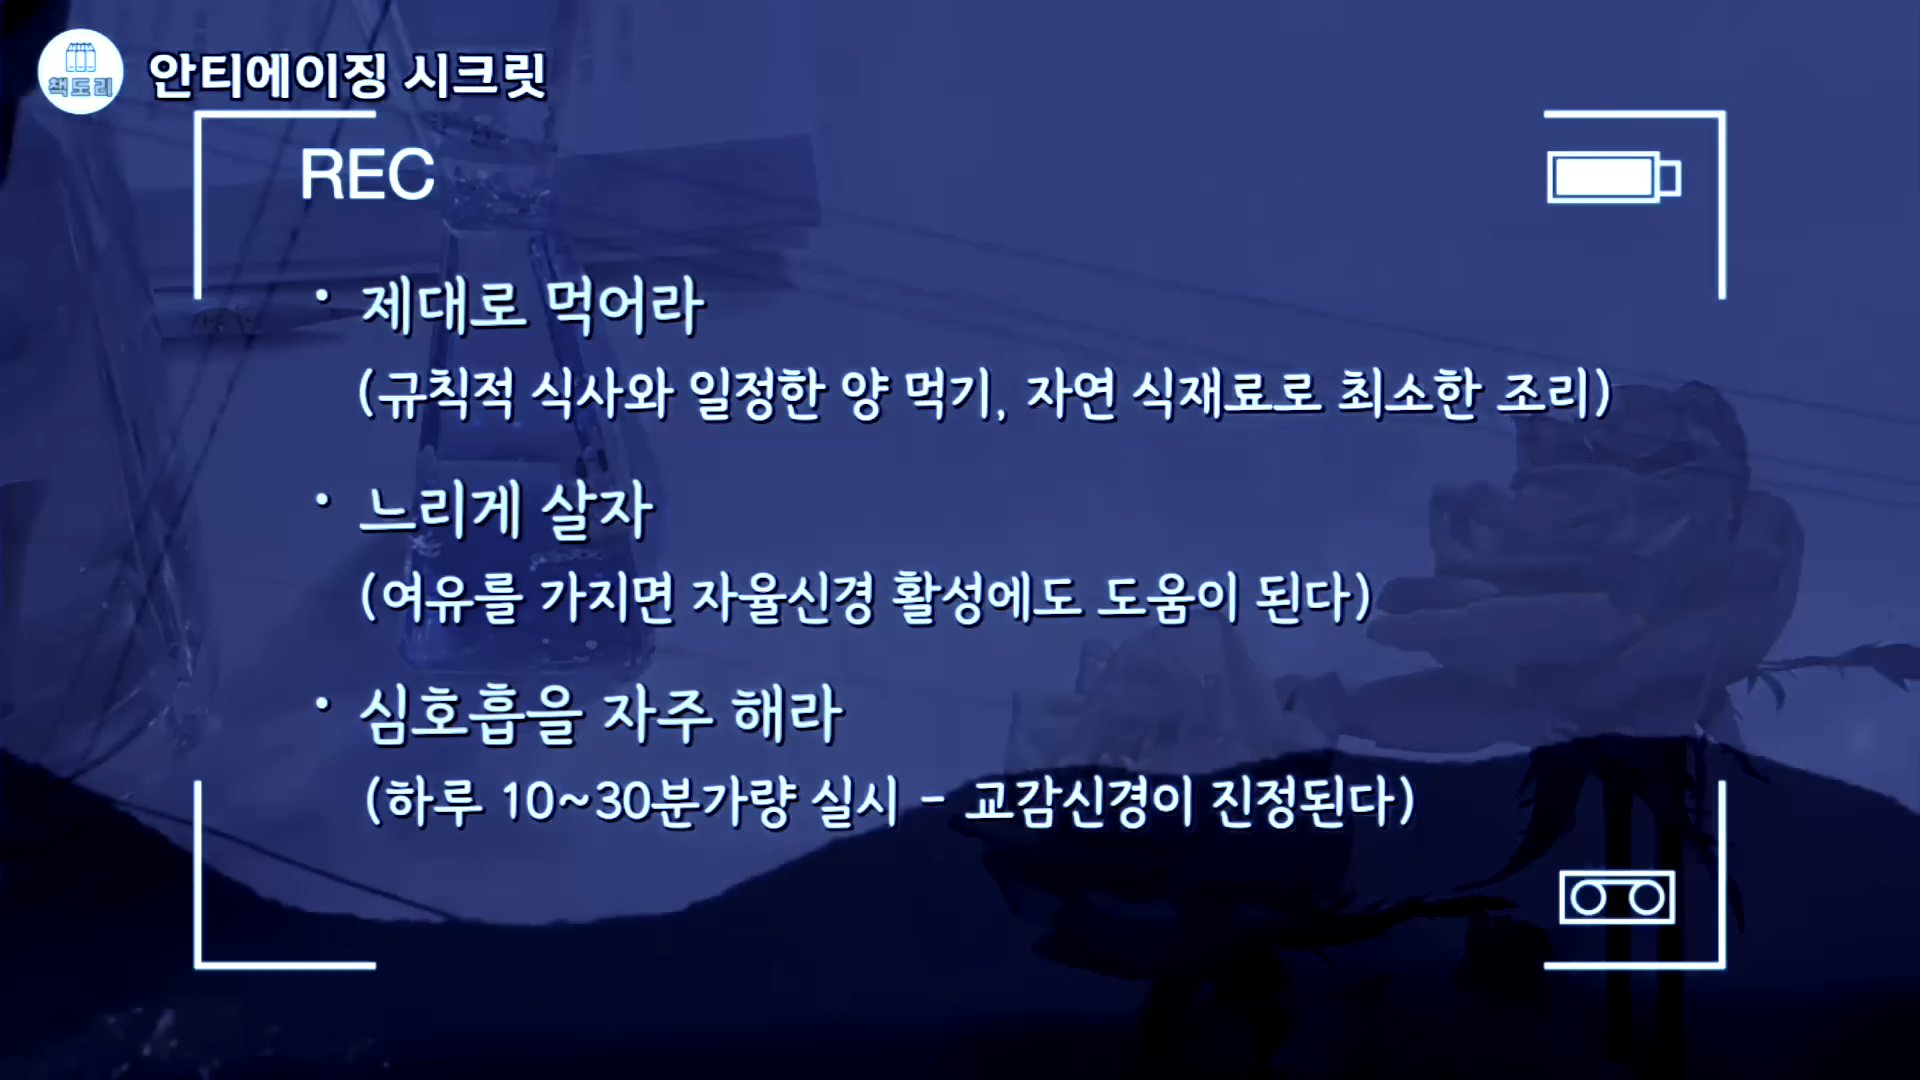 책도리
안티에이징 시크릿
REC
· 제대로 먹어라
(규칙적 식사와 일정한 양 먹기, 자연 식재료로 최소한 조리)
· 느리게 살자
(여유를 가지면 자율신경 활성에도 도움이 된다)
· 심호흡을 자주 해라
(하루 10~30분가량 실시 - 교감신경이 진정된다)